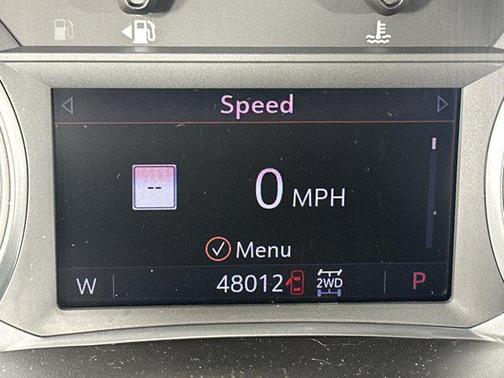 Speed
--
0 MPH
Menu
W 48012 2WD P